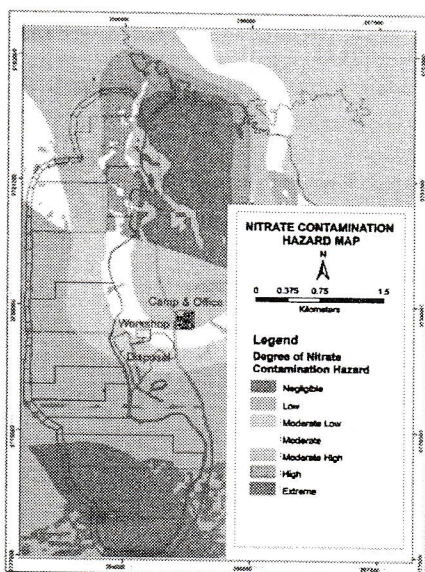 Camp & Office
Workshop
Disposal
NITRATE CONTAMINATION
HAZARD MAP
N
0 0.375 0.75 1.5
Kilometers
Legend
Degree of Nitrate
Contamination Hazard
Negligible
Low
Moderate Low
Moderate
Moderate High
High
Extreme